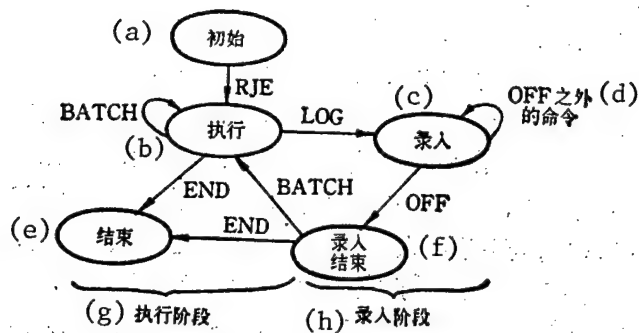 (a) 初始
RJE
BATCH
(b) 执行
LOG
(c) 录入
OFF之外(d)
的命令
END
BATCH
OFF
(e) 结束
END
录入
结束 (f)
(g) 执行阶段
(h) 录入阶段